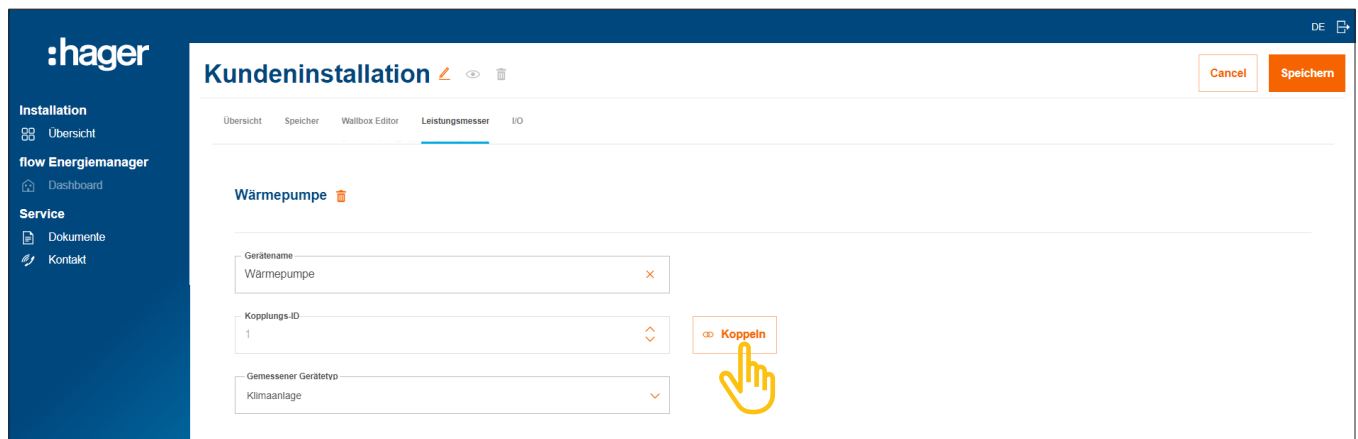 DE
:hager
Kundeninstallation
Cancel
Speichern
Installation
Übersicht
flow Energiemanager
Dashboard
Service
Dokumente
Kontakt
Übersicht Speicher Wallbox Editor Leistungsmesser I/O
Wärmepumpe
Gerätename
Wärmepumpe
Kopplungs-ID
1
Koppeln
Gemessener Gerätetyp
Klimaanlage